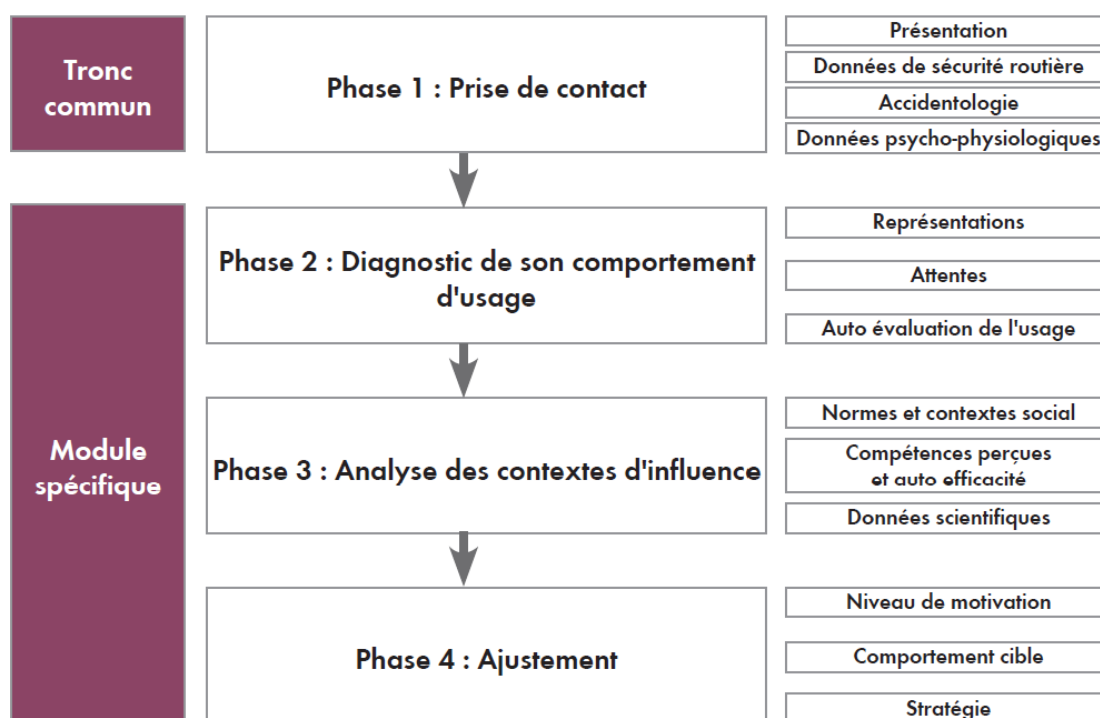 Tronc
commun
Phase 1 : Prise de contact
Présentation
Données de sécurité routière
Accidentologie
Données psycho-physiologiques
Module
spécifique
Phase 2 : Diagnostic de son comportement
d'usage
Représentations
Attentes
Auto évaluation de l'usage
Phase 3 : Analyse des contextes d'influence
Normes et contextes social
Compétences perçues
et auto efficacité
Données scientifiques
Phase 4 : Ajustement
Niveau de motivation
Comportement cible
Stratégie